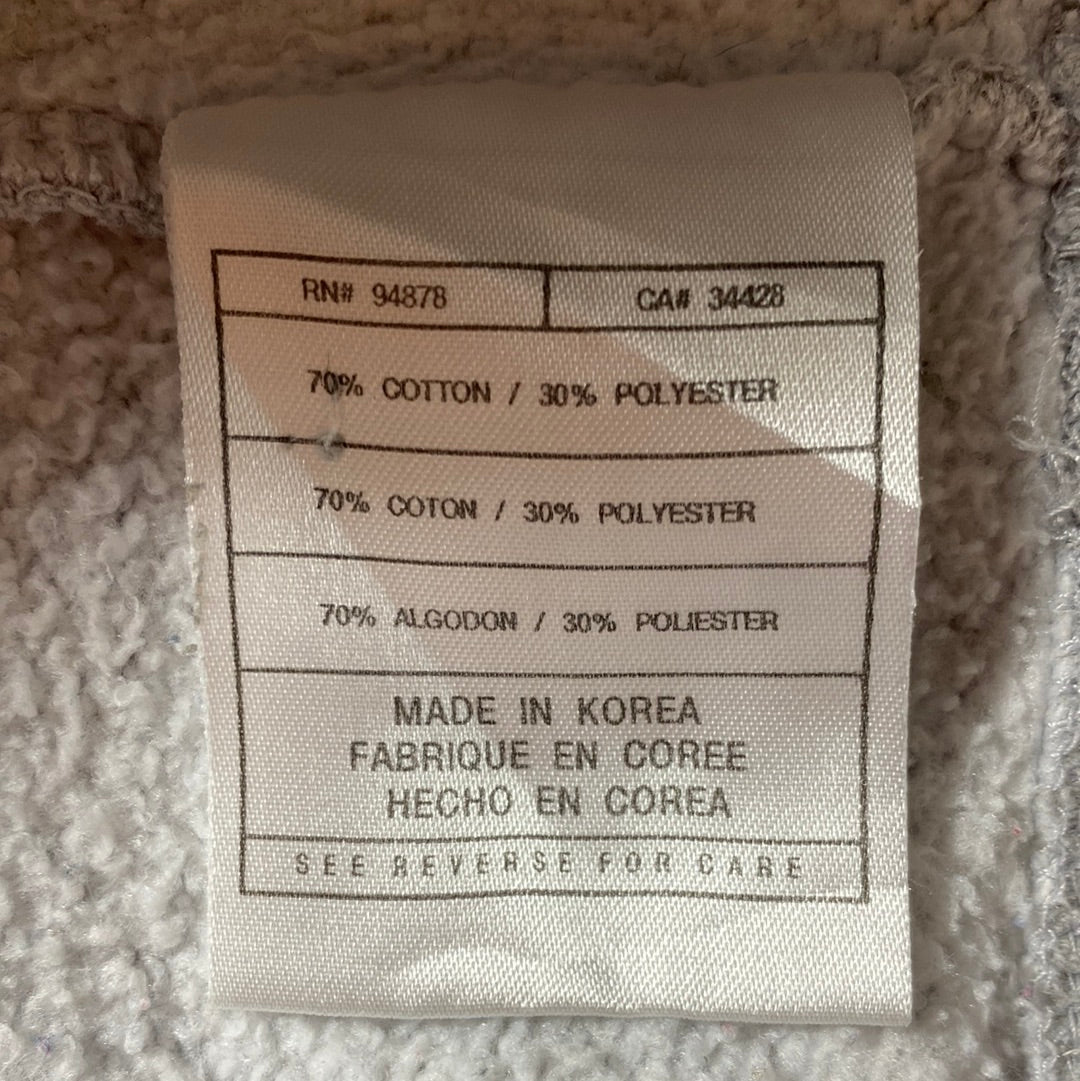 RN# 94878 CA# 34428
70% COTTON / 30% POLYESTER
70% COTON / 30% POLYESTER
70% ALGODON / 30% POLIESTER
MADE IN KOREA
FABRIQUE EN COREE
HECHO EN COREA
SEE REVERSE FOR CARE